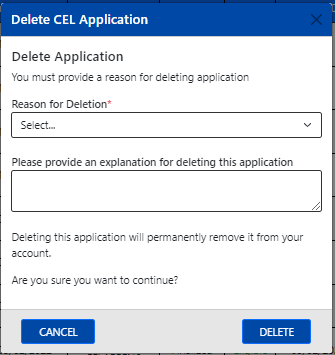 Delete CEL Application
Delete Application
You must provide a reason for deleting application
Reason for Deletion*
Select...
Please provide an explanation for deleting this application
Deleting this application will permanently remove it from your
account.
Are you sure you want to continue?
CANCEL
DELETE